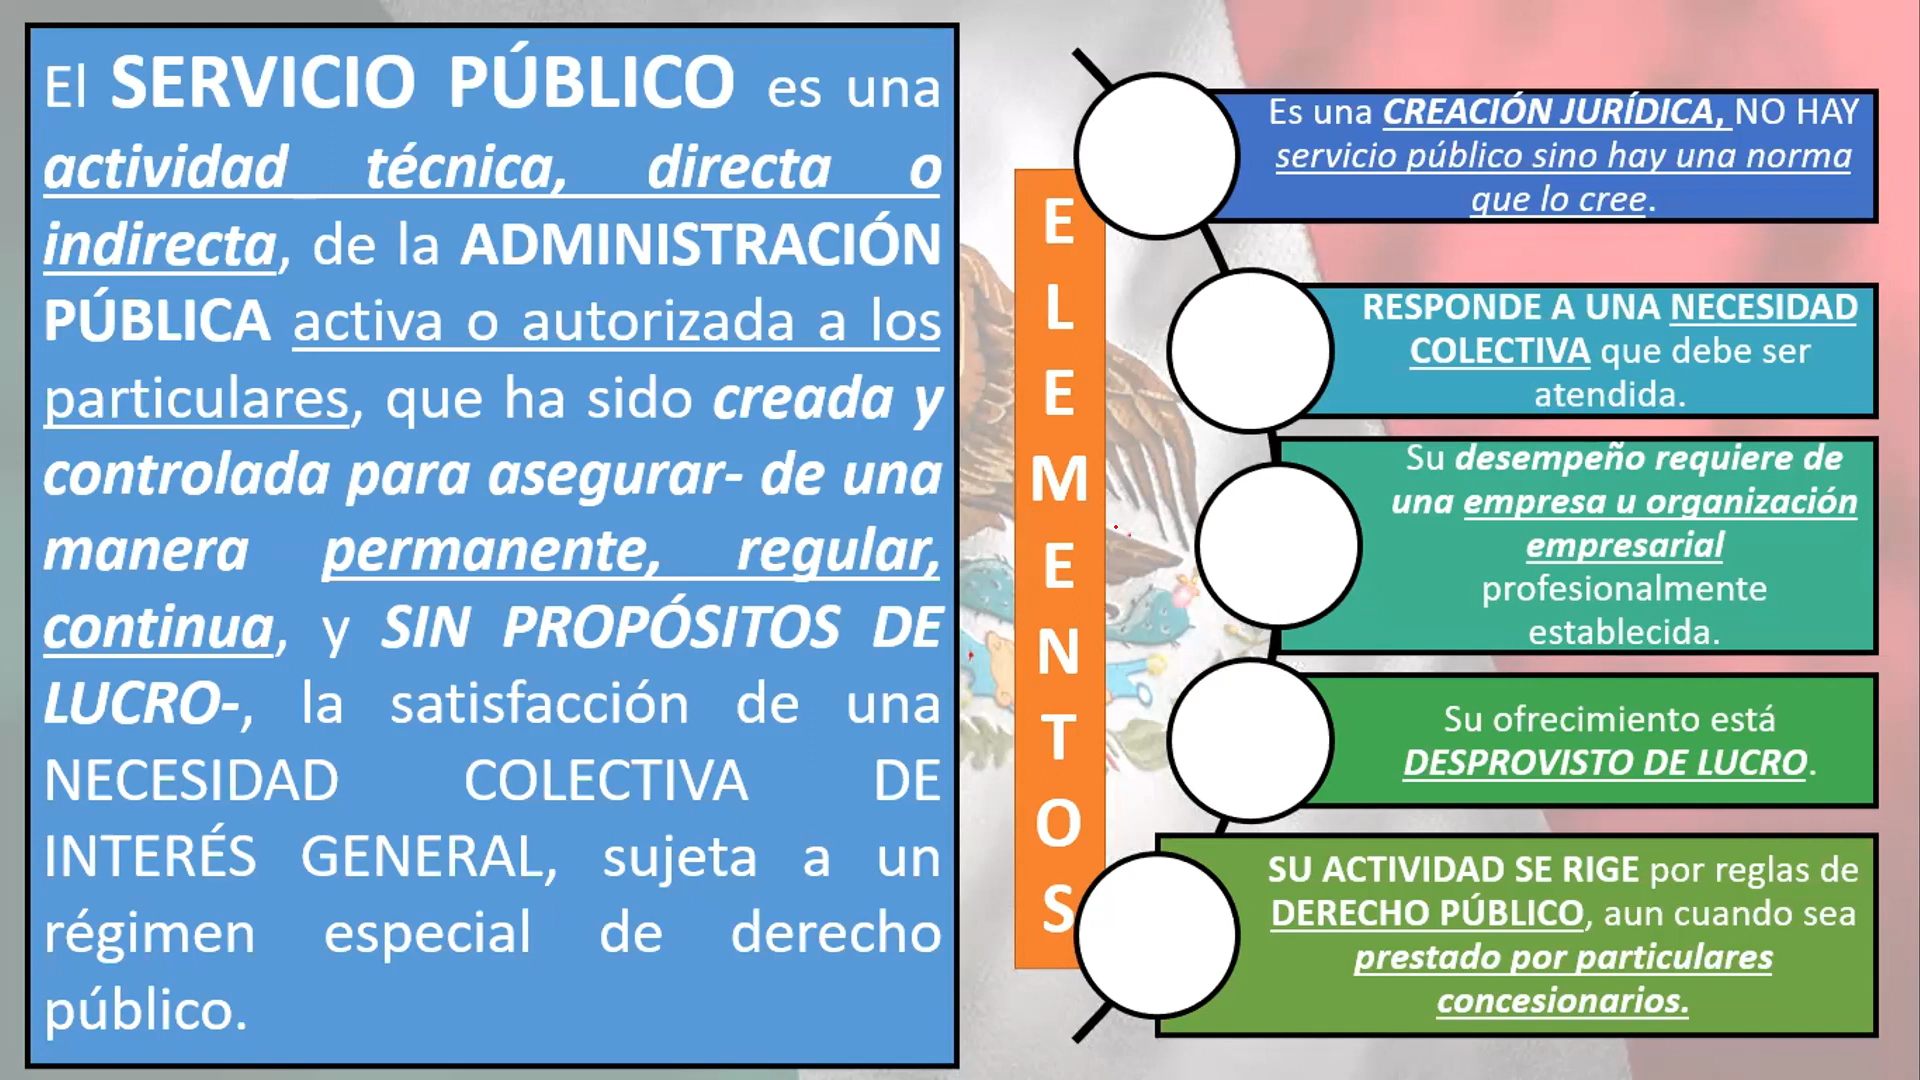 El SERVICIO PÚBLICO es una
actividad técnica, directa o
indirecta, de la ADMINISTRACIÓN
PÚBLICA activa o autorizada a los
particulares, que ha sido creada y
controlada para asegurar- de una
manera permanente, regular,
continua, y SIN PROPÓSITOS DE
LUCRO-, la satisfacción de una
NECESIDAD COLECTIVA DE
INTERÉS GENERAL, sujeta a un
régimen especial de derecho
público.
E
L
E
M
E
N
T
O
S
Es una CREACIÓN JURÍDICA, NO HAY
servicio público sino hay una norma
que lo cree.
RESPONDE A UNA NECESIDAD
COLECTIVA que debe ser
atendida.
Su desempeño requiere de
una empresa u organización
empresarial
profesionalmente
establecida.
Su ofrecimiento está
DESPROVISTO DE LUCRO.
SU ACTIVIDAD SE RIGE por reglas de
DERECHO PÚBLICO, aun cuando sea
prestado por particulares
concesionarios.